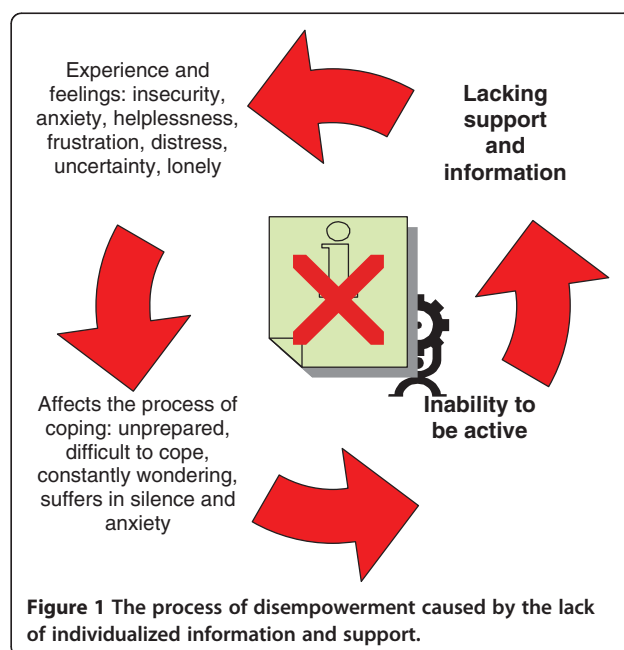 Experience and
feelings: insecurity,
anxiety, helplessness,
frustration, distress,
uncertainty, lonely
Lacking
support
and
information
i
Affects the process of
coping: unprepared,
difficult to cope,
constantly wondering,
suffers in silence and
anxiety
Inability to
be active
Figure 1 The process of disempowerment caused by the lack
of individualized information and support.